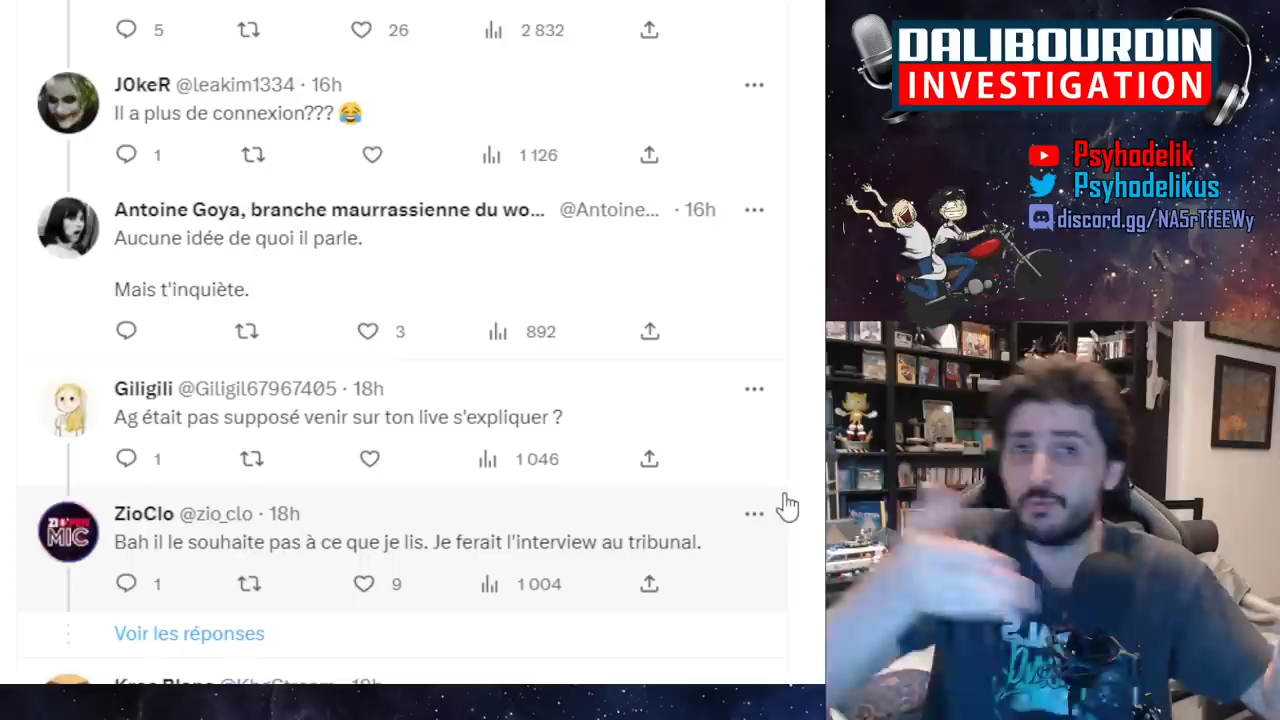 5 26 2 832
J0keR @leakim1334 · 16h
Il a plus de connexion??? 😂
1 1 126
Antoine Goya, branche maurrassienne du wo... @Antoine... · 16h
Aucune idée de quoi il parle.
Mais t'inquiète.
3 892
Giligili @Giligil67967405 · 18h
Ag était pas supposé venir sur ton live s'expliquer ?
1 1 046
ZioClo @zio_clo · 18h
Bah il le souhaite pas à ce que je lis. Je ferait l'interview au tribunal.
1 9 1 004
Voir les réponses
DALIBOURDIN
INVESTIGATION
Psyhodelik
Psyhodelikus
discord.gg/NA5rTfEEWy
MIC